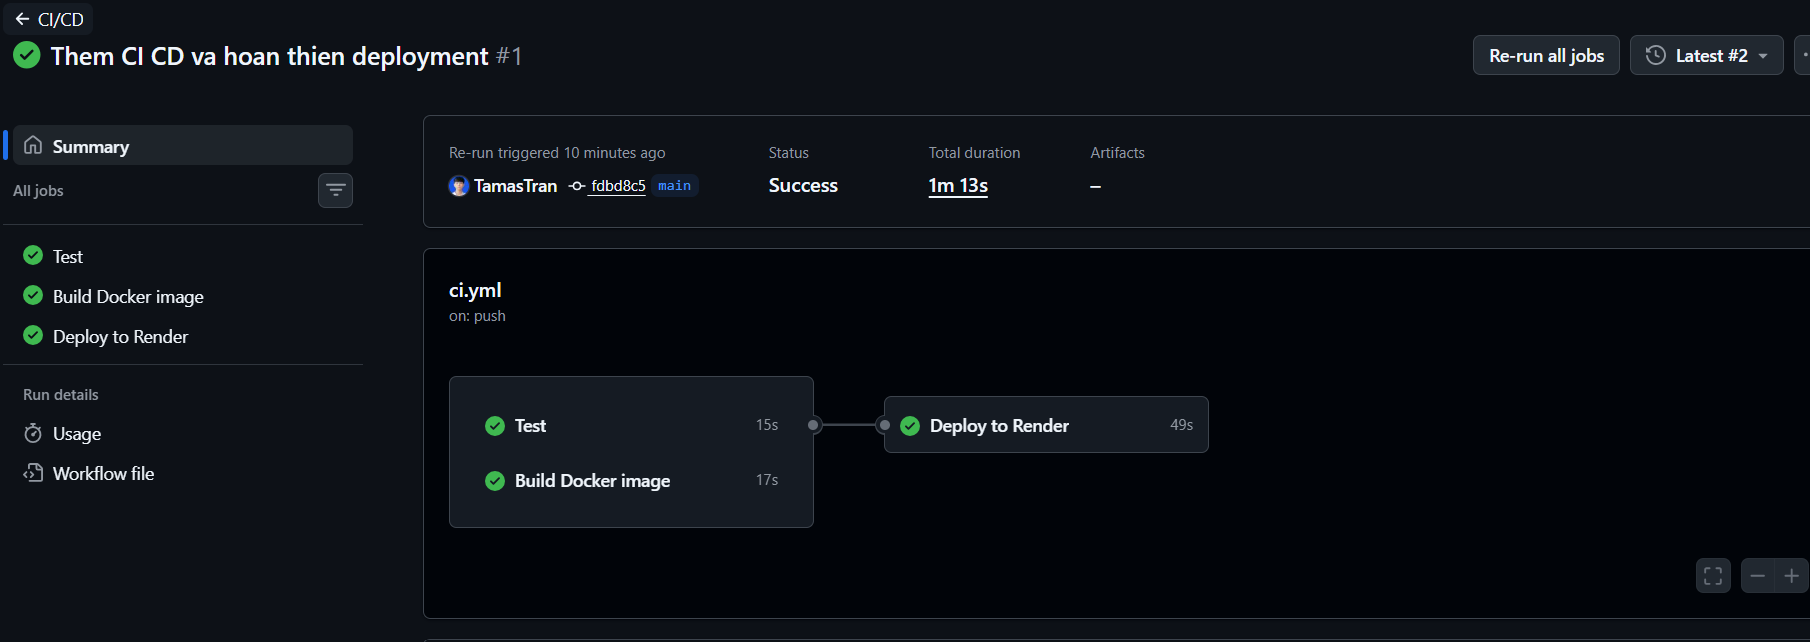 CI/CD
Them CI CD va hoan thien deployment #1
Re-run all jobs
Latest #2
Summary
All jobs
Test
Build Docker image
Deploy to Render
Run details
Usage
Workflow file
Re-run triggered 10 minutes ago
TamasTran fdbd8c5 main
Status
Success
Total duration
1m 13s
Artifacts
–
ci.yml
on: push
Test 15s
Build Docker image 17s
Deploy to Render 49s